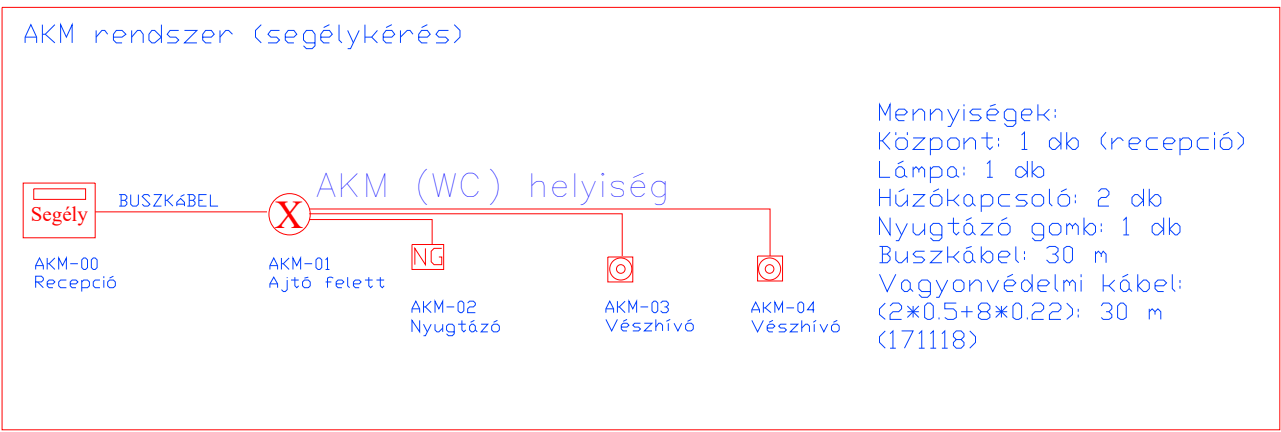 AKM rendszer (segélykérés)
Mennyiségek:
Központ: 1 db (recepció)
Lámpa: 1 db
Húzókapcsoló: 2 db
Nyugtázó gomb: 1 db
Buszkábel: 30 m
Vagyonvédelmi kábel:
(2*0.5+8*0.22): 30 m
(171118)
AKM (WC) helyiség
BUSZKáBEL
Segély
X
NG
AKM-00
Recepció
AKM-01
Ajtó felett
AKM-02
Nyugtázó
AKM-03
Vészhívó
AKM-04
Vészhívó